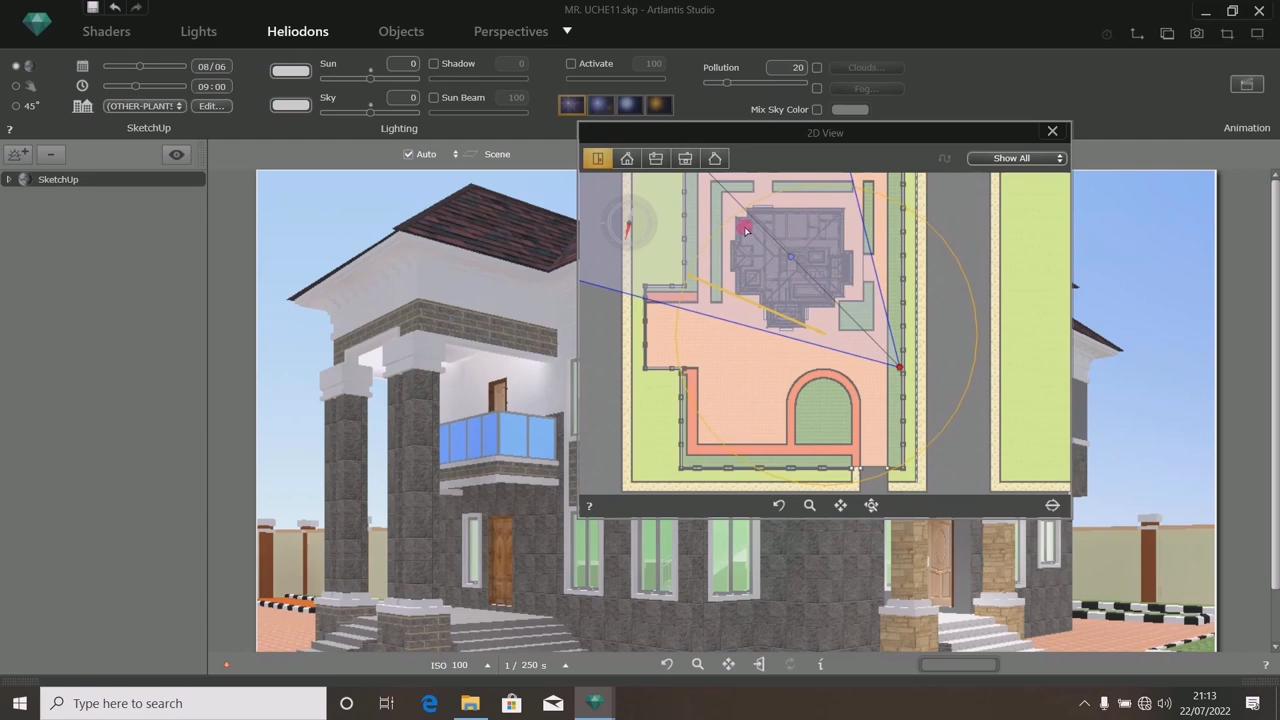 MR. UCHE11.skp - Artlantis Studio
Shaders Lights Heliodons Objects Perspectives
08/06
09:00
45° (OTHER-PLANTS Edit...
SketchUp
Sun 0 Shadow 0
Sky 0 Sun Beam 100
Lighting
Activate 100
Pollution 20 Clouds...
Fog...
Mix Sky Color
Animation
?
Auto Scene
SketchUp
2D View
Show All
?
ISO 100 1 / 250 s
i
?
Type here to search
21:13
22/07/2022